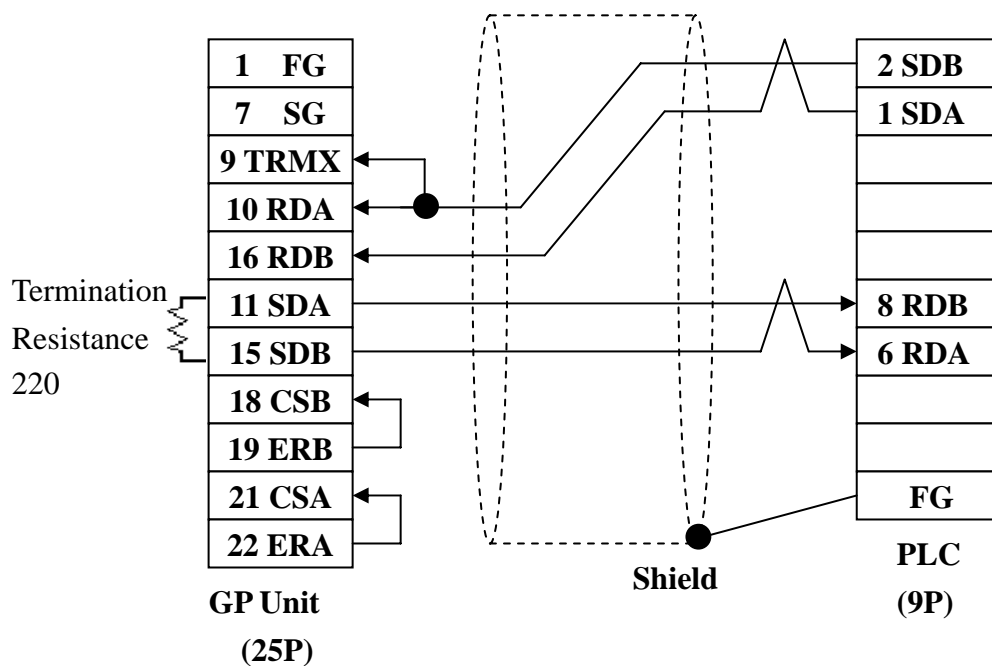 1 FG
7 SG
9 TRMX
10 RDA
16 RDB
11 SDA
15 SDB
18 CSB
19 ERB
21 CSA
22 ERA
GP Unit
(25P)
Termination
Resistance
220
Shield
2 SDB
1 SDA
8 RDB
6 RDA
FG
PLC
(9P)